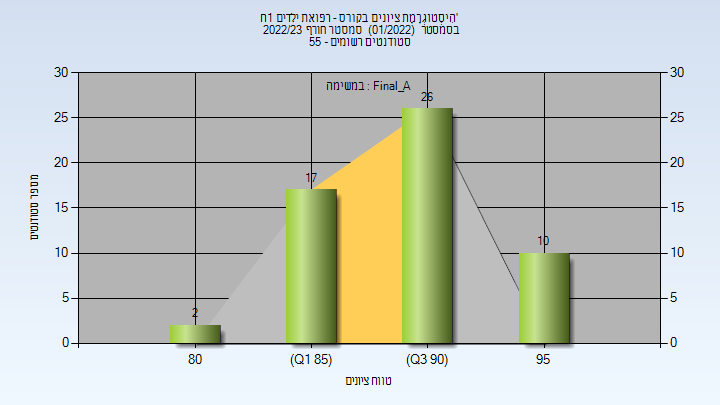 היסטוגרמת ציונים בקורס - רפואת ילדים 1ח'
בסמסטר (01/2022) סמסטר חורף 2022/23
סטודנטים רשומים - 55
במשימה : Final_A
30
25
20
15
10
5
0
30
25
20
15
10
5
0
2
17
26
10
80
(Q1 85)
(Q3 90)
95
מספר סטודנטים
טווח ציונים